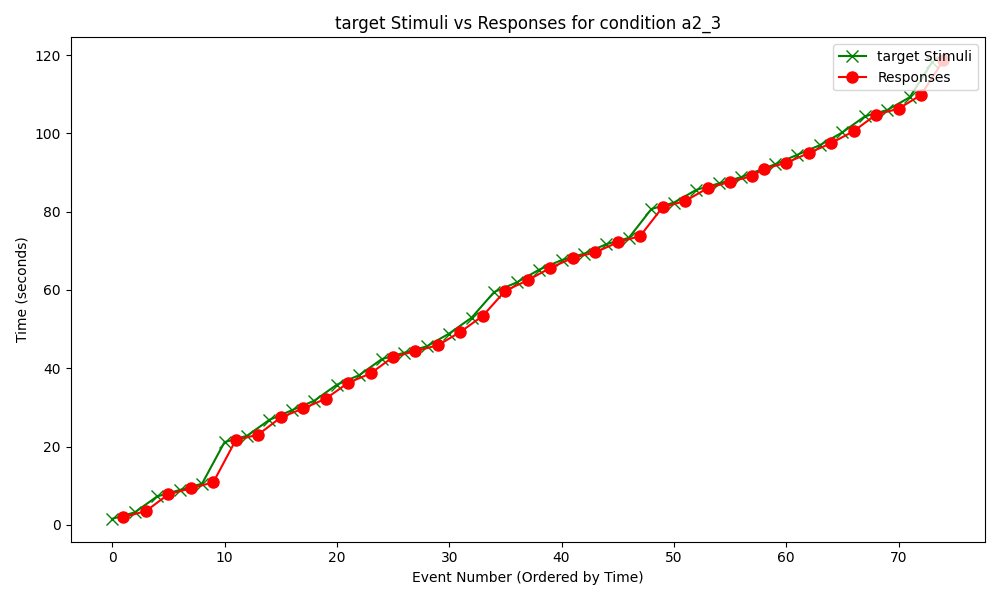 target Stimuli vs Responses for condition a2_3
target Stimuli
Responses
Time (seconds)
120
100
80
60
40
20
0
0 10 20 30 40 50 60 70
Event Number (Ordered by Time)